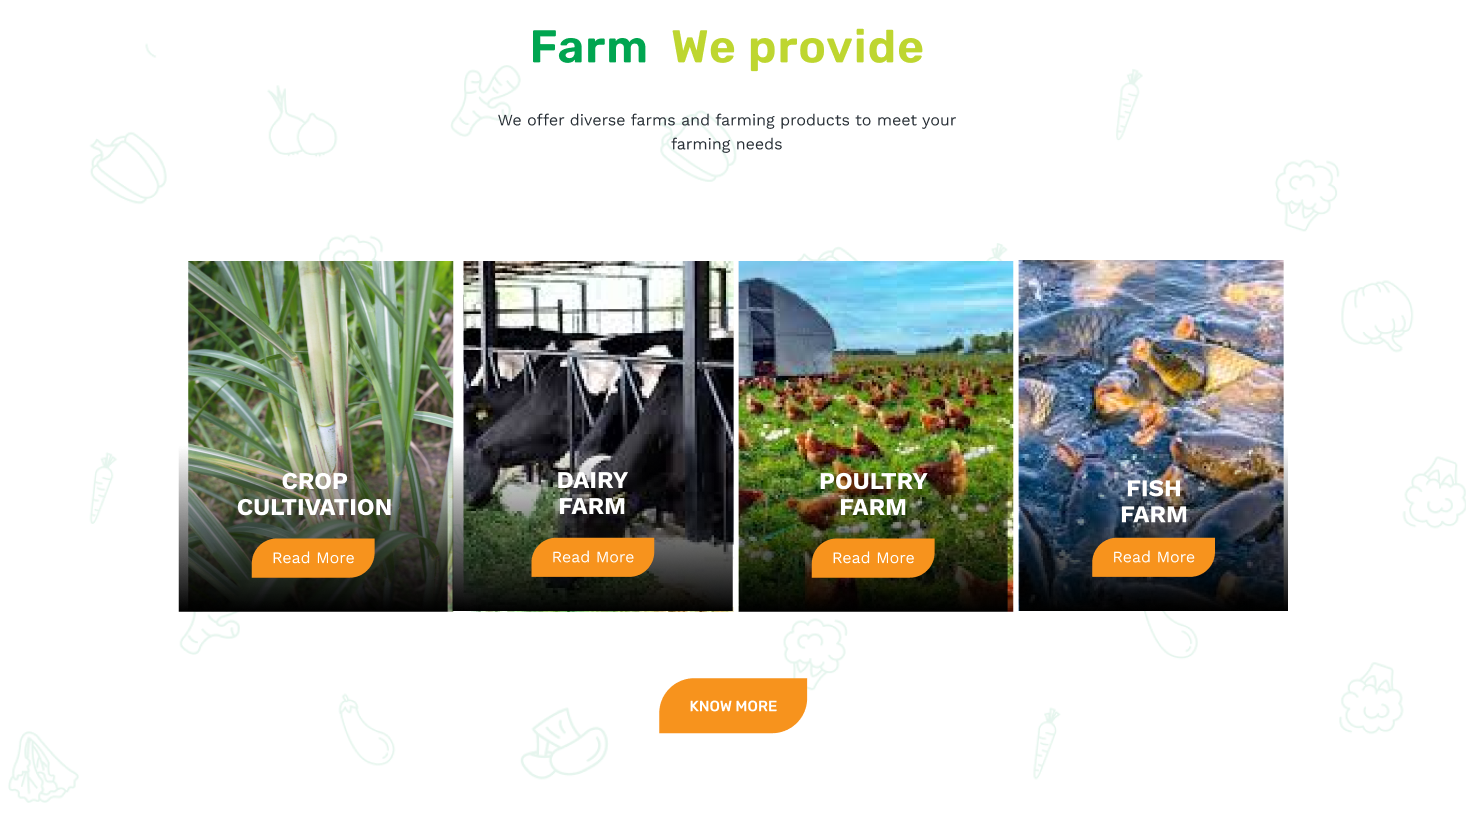 Farm We provide
We offer diverse farms and farming products to meet your
farming needs
CROP
CULTIVATION
Read More
DAIRY
FARM
Read More
POULTRY
FARM
Read More
FISH
FARM
Read More
KNOW MORE